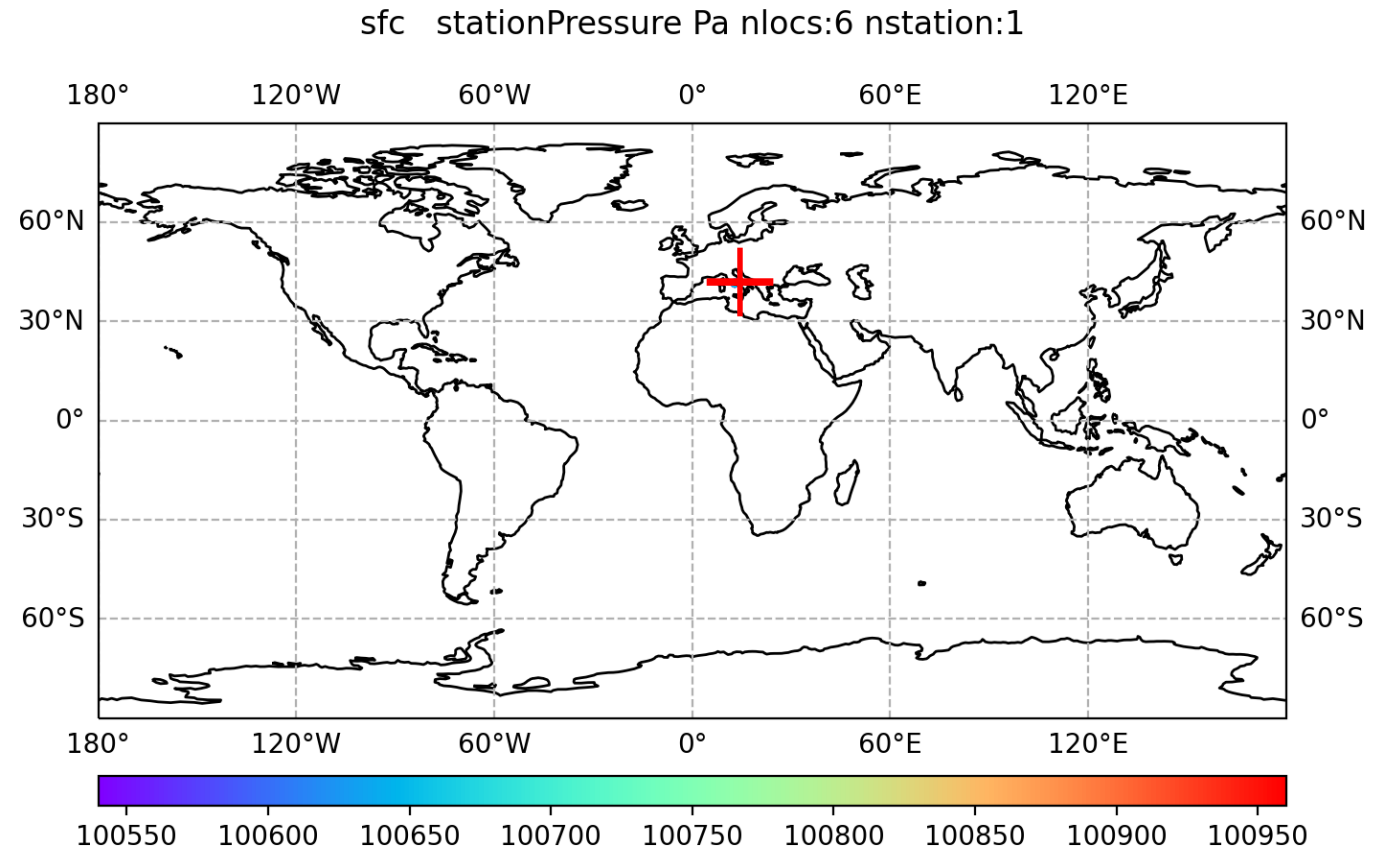 sfc   stationPressure Pa nlocs:6 nstation:1
180° 120°W 60°W 0° 60°E 120°E
60°N 60°N
30°N 30°N
0° 0°
30°S 30°S
60°S 60°S
180° 120°W 60°W 0° 60°E 120°E
100550 100600 100650 100700 100750 100800 100850 100900 100950